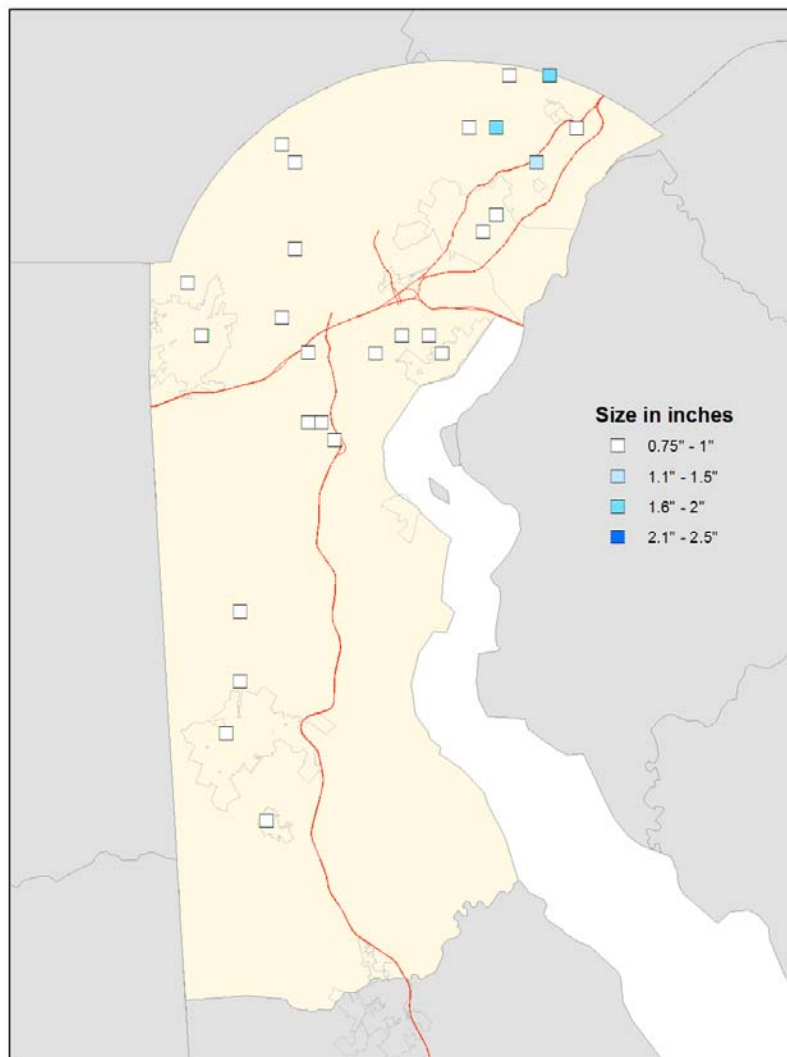 Size in inches
0.75" - 1"
1.1" - 1.5"
1.6" - 2"
2.1" - 2.5"